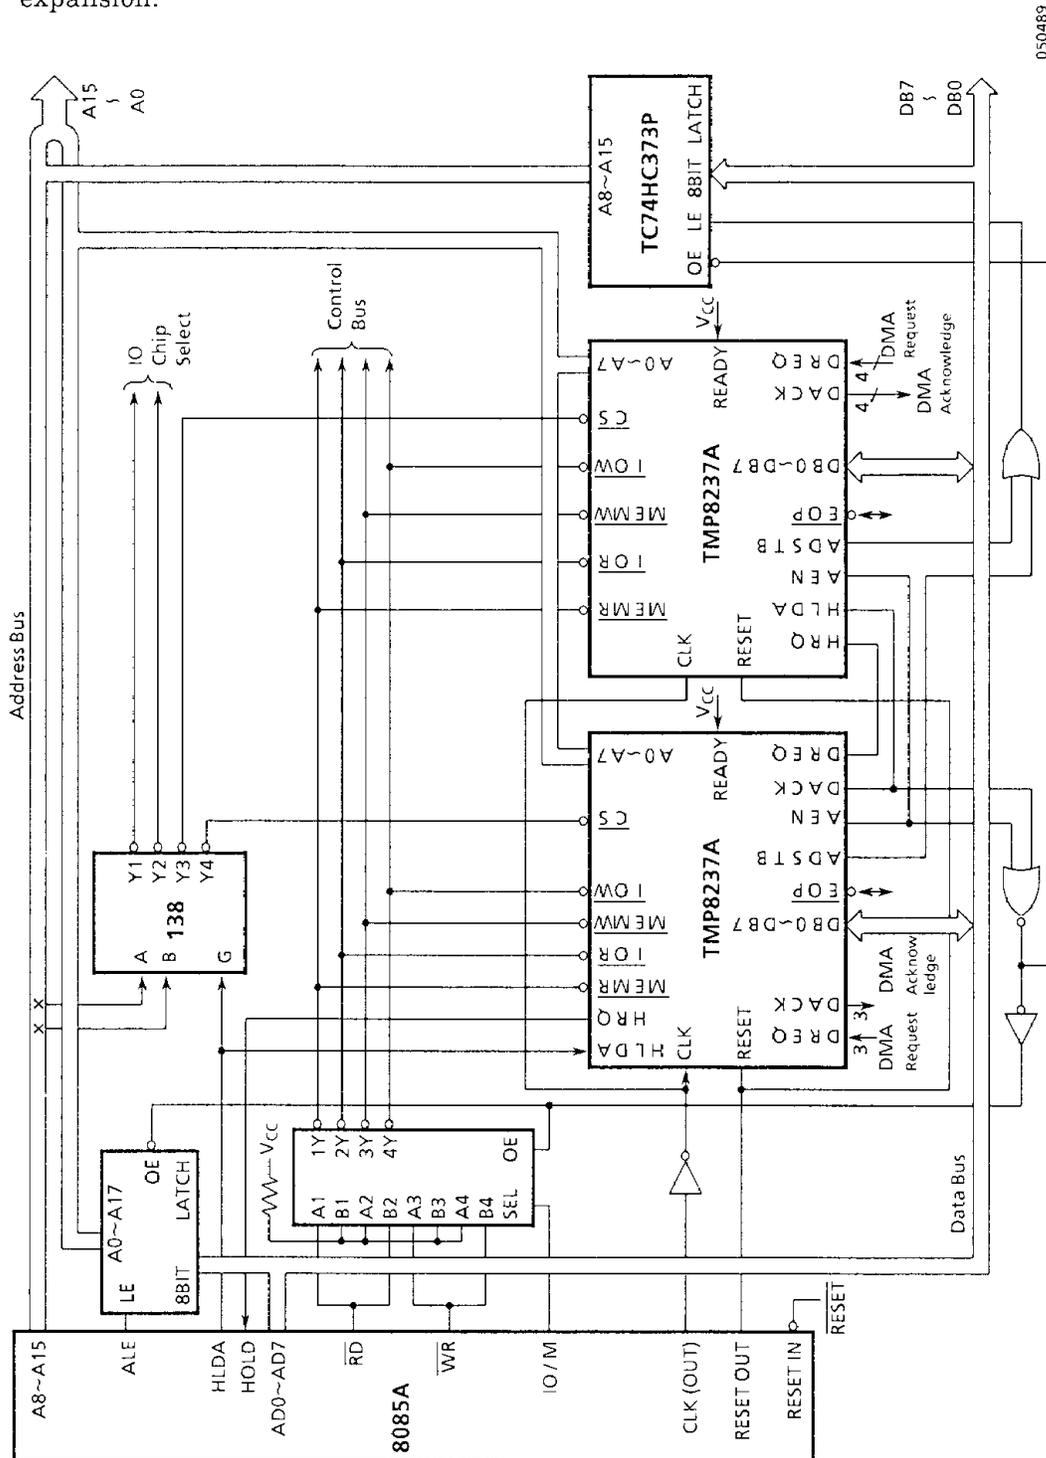 expansion.
050489
A15
~
A0
DB7
~
DB0
A8~A15
TC74HC373P
OE LE 8BIT LATCH
Address Bus
IO
Chip
Select
Control
Bus
Y1
Y2
Y3
Y4
138
A
B
G
VCC
READY
A0~A7
CS
IOW
MEMW
IOR
MEMR
TMP8237A
DREQ
DACK
DB0~DB7
EOP
ADSTB
AEN
HLDA
HRQ
CLK
RESET
4
DMA
Request
4
DMA
Acknowledge
VCC
READY
A0~A7
CS
IOW
MEMW
IOR
MEMR
HRQ
HLDA
CLK
RESET
TMP8237A
DREQ
DACK
AEN
ADSTB
EOP
DB0~DB7
DACK
DREQ
3
DMA
Acknow
ledge
3
DMA
Request
OE
A0~A17
LATCH
LE
8BIT
VCC
1Y
2Y
3Y
4Y
OE
A1
B1
A2
B2
A3
B3
A4
B4
SEL
Data Bus
A8~A15
ALE
HLDA
HOLD
AD0~AD7
RD
WR
IO/M
CLK (OUT)
RESET OUT
RESET IN
RESET
8085A